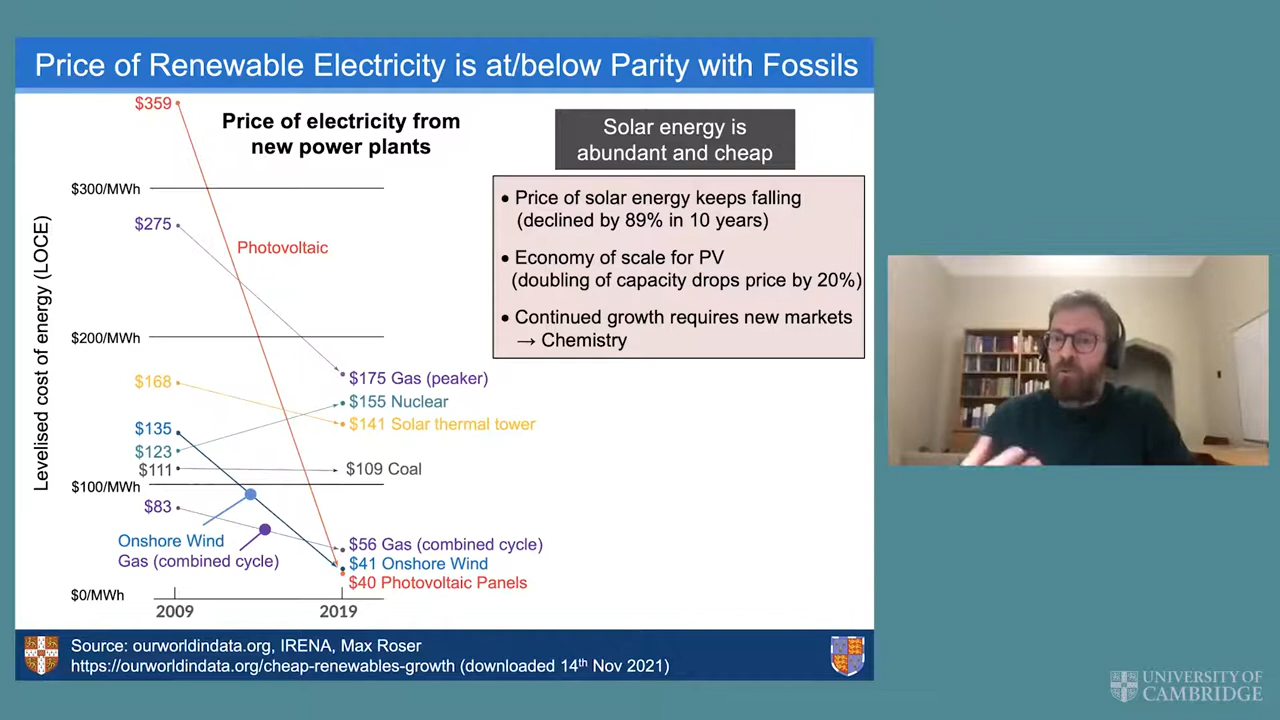 Price of Renewable Electricity is at/below Parity with Fossils
Price of electricity from
new power plants
Levelised cost of energy (LOCE)
$359
$300/MWh
$275
Photovoltaic
$200/MWh
$168
$135
$123
$111
$100/MWh
$83
Onshore Wind
Gas (combined cycle)
$0/MWh
2009
2019
$175 Gas (peaker)
$155 Nuclear
$141 Solar thermal tower
$109 Coal
$56 Gas (combined cycle)
$41 Onshore Wind
$40 Photovoltaic Panels
Solar energy is
abundant and cheap
• Price of solar energy keeps falling
(declined by 89% in 10 years)
• Economy of scale for PV
(doubling of capacity drops price by 20%)
• Continued growth requires new markets
→ Chemistry
Source: ourworldindata.org, IRENA, Max Roser
https://ourworldindata.org/cheap-renewables-growth (downloaded 14th Nov 2021)
UNIVERSITY OF
CAMBRIDGE